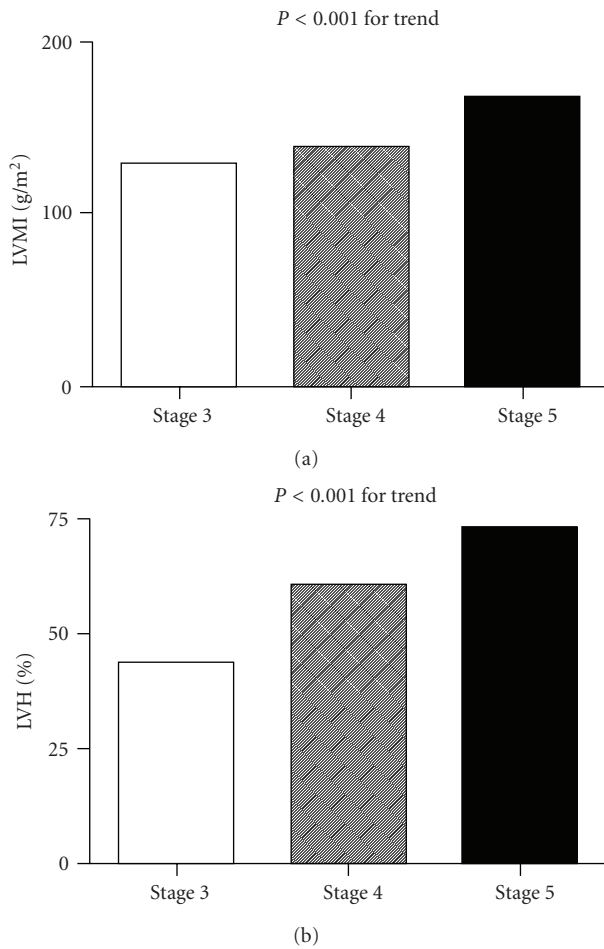 P < 0.001 for trend
200
100
0
LVMI (g/m²)
Stage 3 Stage 4 Stage 5
(a)
P < 0.001 for trend
75
50
25
0
LVH (%)
Stage 3 Stage 4 Stage 5
(b)